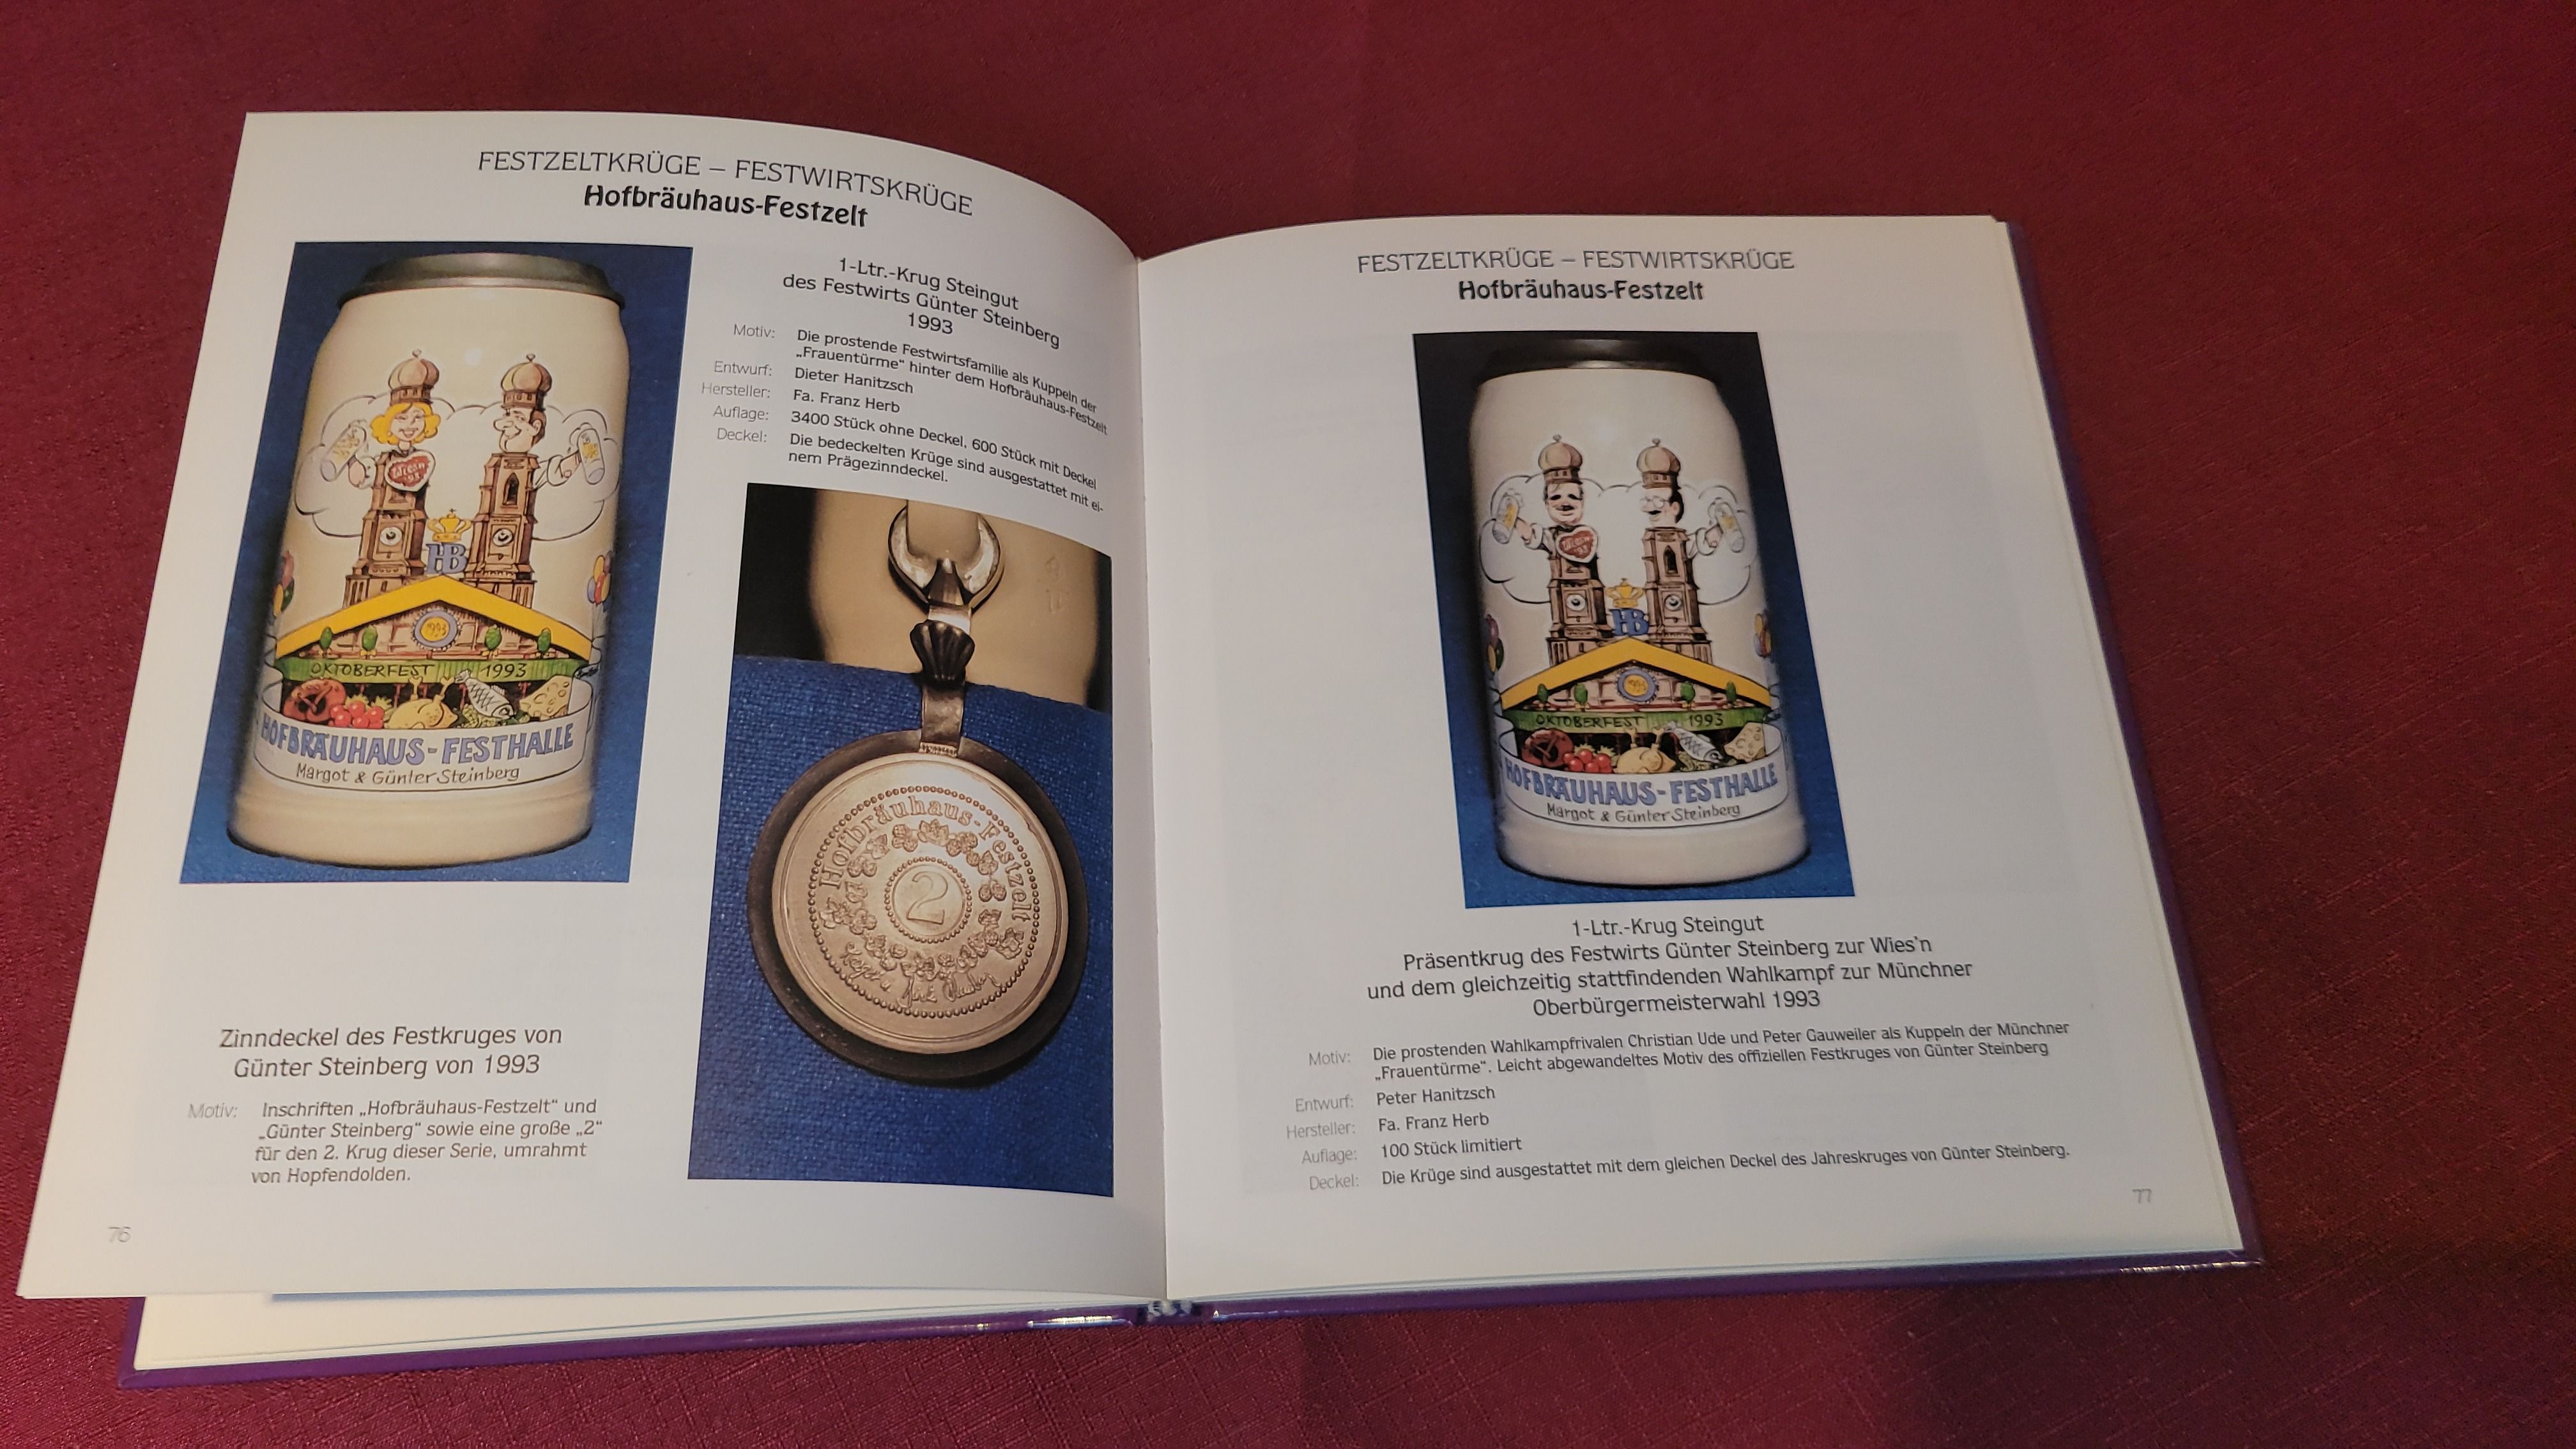 FESTZELTKRÜGE – FESTWIRTSKRÜGE
Hofbräuhaus-Festzelt
1-Ltr.-Krug Steingut
des Festwirts Günter Steinberg
1993
Motiv: Die prostende Festwirtsfamilie als Kuppeln der
„Frauentürme“ hinter dem Hofbräuhaus-Festzelt
Entwurf: Dieter Hanitzsch
Hersteller: Fa. Franz Herb
Auflage: 3400 Stück ohne Deckel, 600 Stück mit Deckel
Deckel: Die bedeckelten Krüge sind ausgestattet mit ei-
nem Prägezinndeckel.
HB
1993
OKTOBERFEST 1993
HOFBRÄUHAUS-FESTHALLE
Margot & Günter Steinberg
Hofbräuhaus-Festzelt
2
Zinndeckel des Festkruges von
Günter Steinberg von 1993
Motiv: Inschriften „Hofbräuhaus-Festzelt“ und
„Günter Steinberg“ sowie eine große „2“
für den 2. Krug dieser Serie, umrahmt
von Hopfendolden.
76
FESTZELTKRÜGE – FESTWIRTSKRÜGE
Hofbräuhaus-Festzelt
HB
1993
OKTOBERFEST 1993
HOFBRÄUHAUS-FESTHALLE
Margot & Günter Steinberg
1-Ltr.-Krug Steingut
Präsentkrug des Festwirts Günter Steinberg zur Wies'n
und dem gleichzeitig stattfindenden Wahlkampf zur Münchner
Oberbürgermeisterwahl 1993
Motiv: Die prostenden Wahlkampfrivalen Christian Ude und Peter Gauweiler als Kuppeln der Münchner
„Frauentürme“. Leicht abgewandeltes Motiv des offiziellen Festkruges von Günter Steinberg
Entwurf: Peter Hanitzsch
Hersteller: Fa. Franz Herb
Auflage: 100 Stück limitiert
Deckel: Die Krüge sind ausgestattet mit dem gleichen Deckel des Jahreskruges von Günter Steinberg.
77